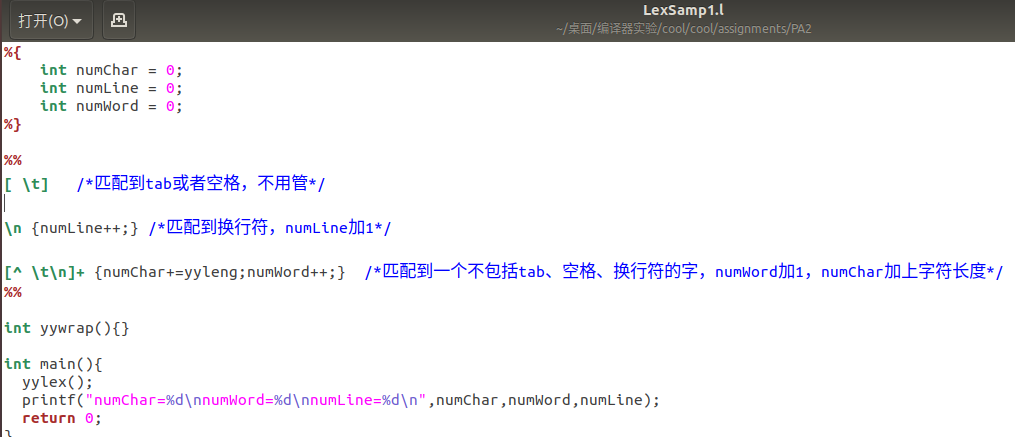 打开(O)
LexSamp1.l
~/桌面/编译器实验/cool/cool/assignments/PA2
%{
    int numChar = 0;
    int numLine = 0;
    int numWord = 0;
%}
%%
[ \t]   /*匹配到tab或者空格，不用管*/
\n {numLine++;} /*匹配到换行符，numLine加1*/
[^ \t\n]+ {numChar+=yyleng;numWord++;}  /*匹配到一个不包括tab、空格、换行符的字，numWord加1，numChar加上字符长度*/
%%
int yywrap(){}
int main(){
  yylex();
  printf("numChar=%d\nnumWord=%d\nnumLine=%d\n",numChar,numWord,numLine);
  return 0;
}